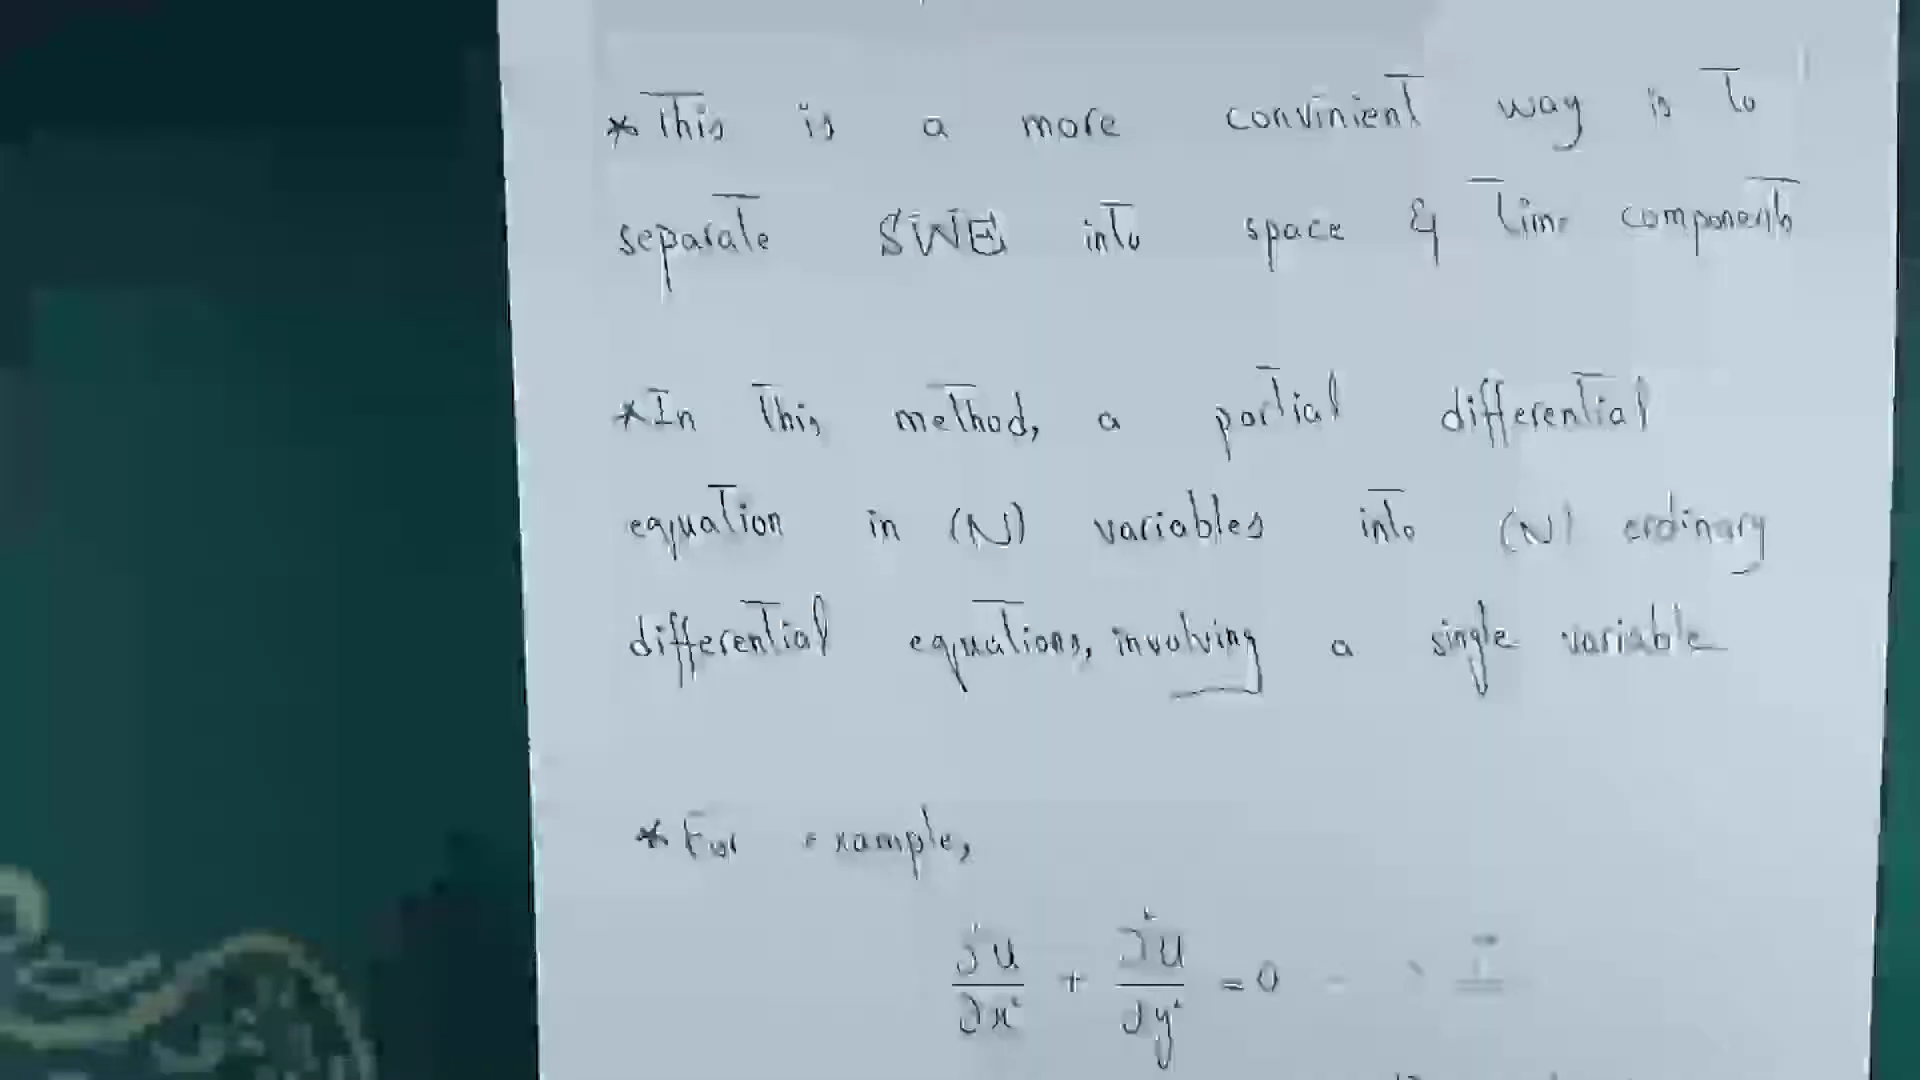 * This is a more convinient way is to
separate SWE into space & time components
* In this method, a partial differential
equation in (N) variables into (N) ordinary
differential equations, involving a single variable
* For example,
∂²u/∂x² + ∂²u/∂y² = 0